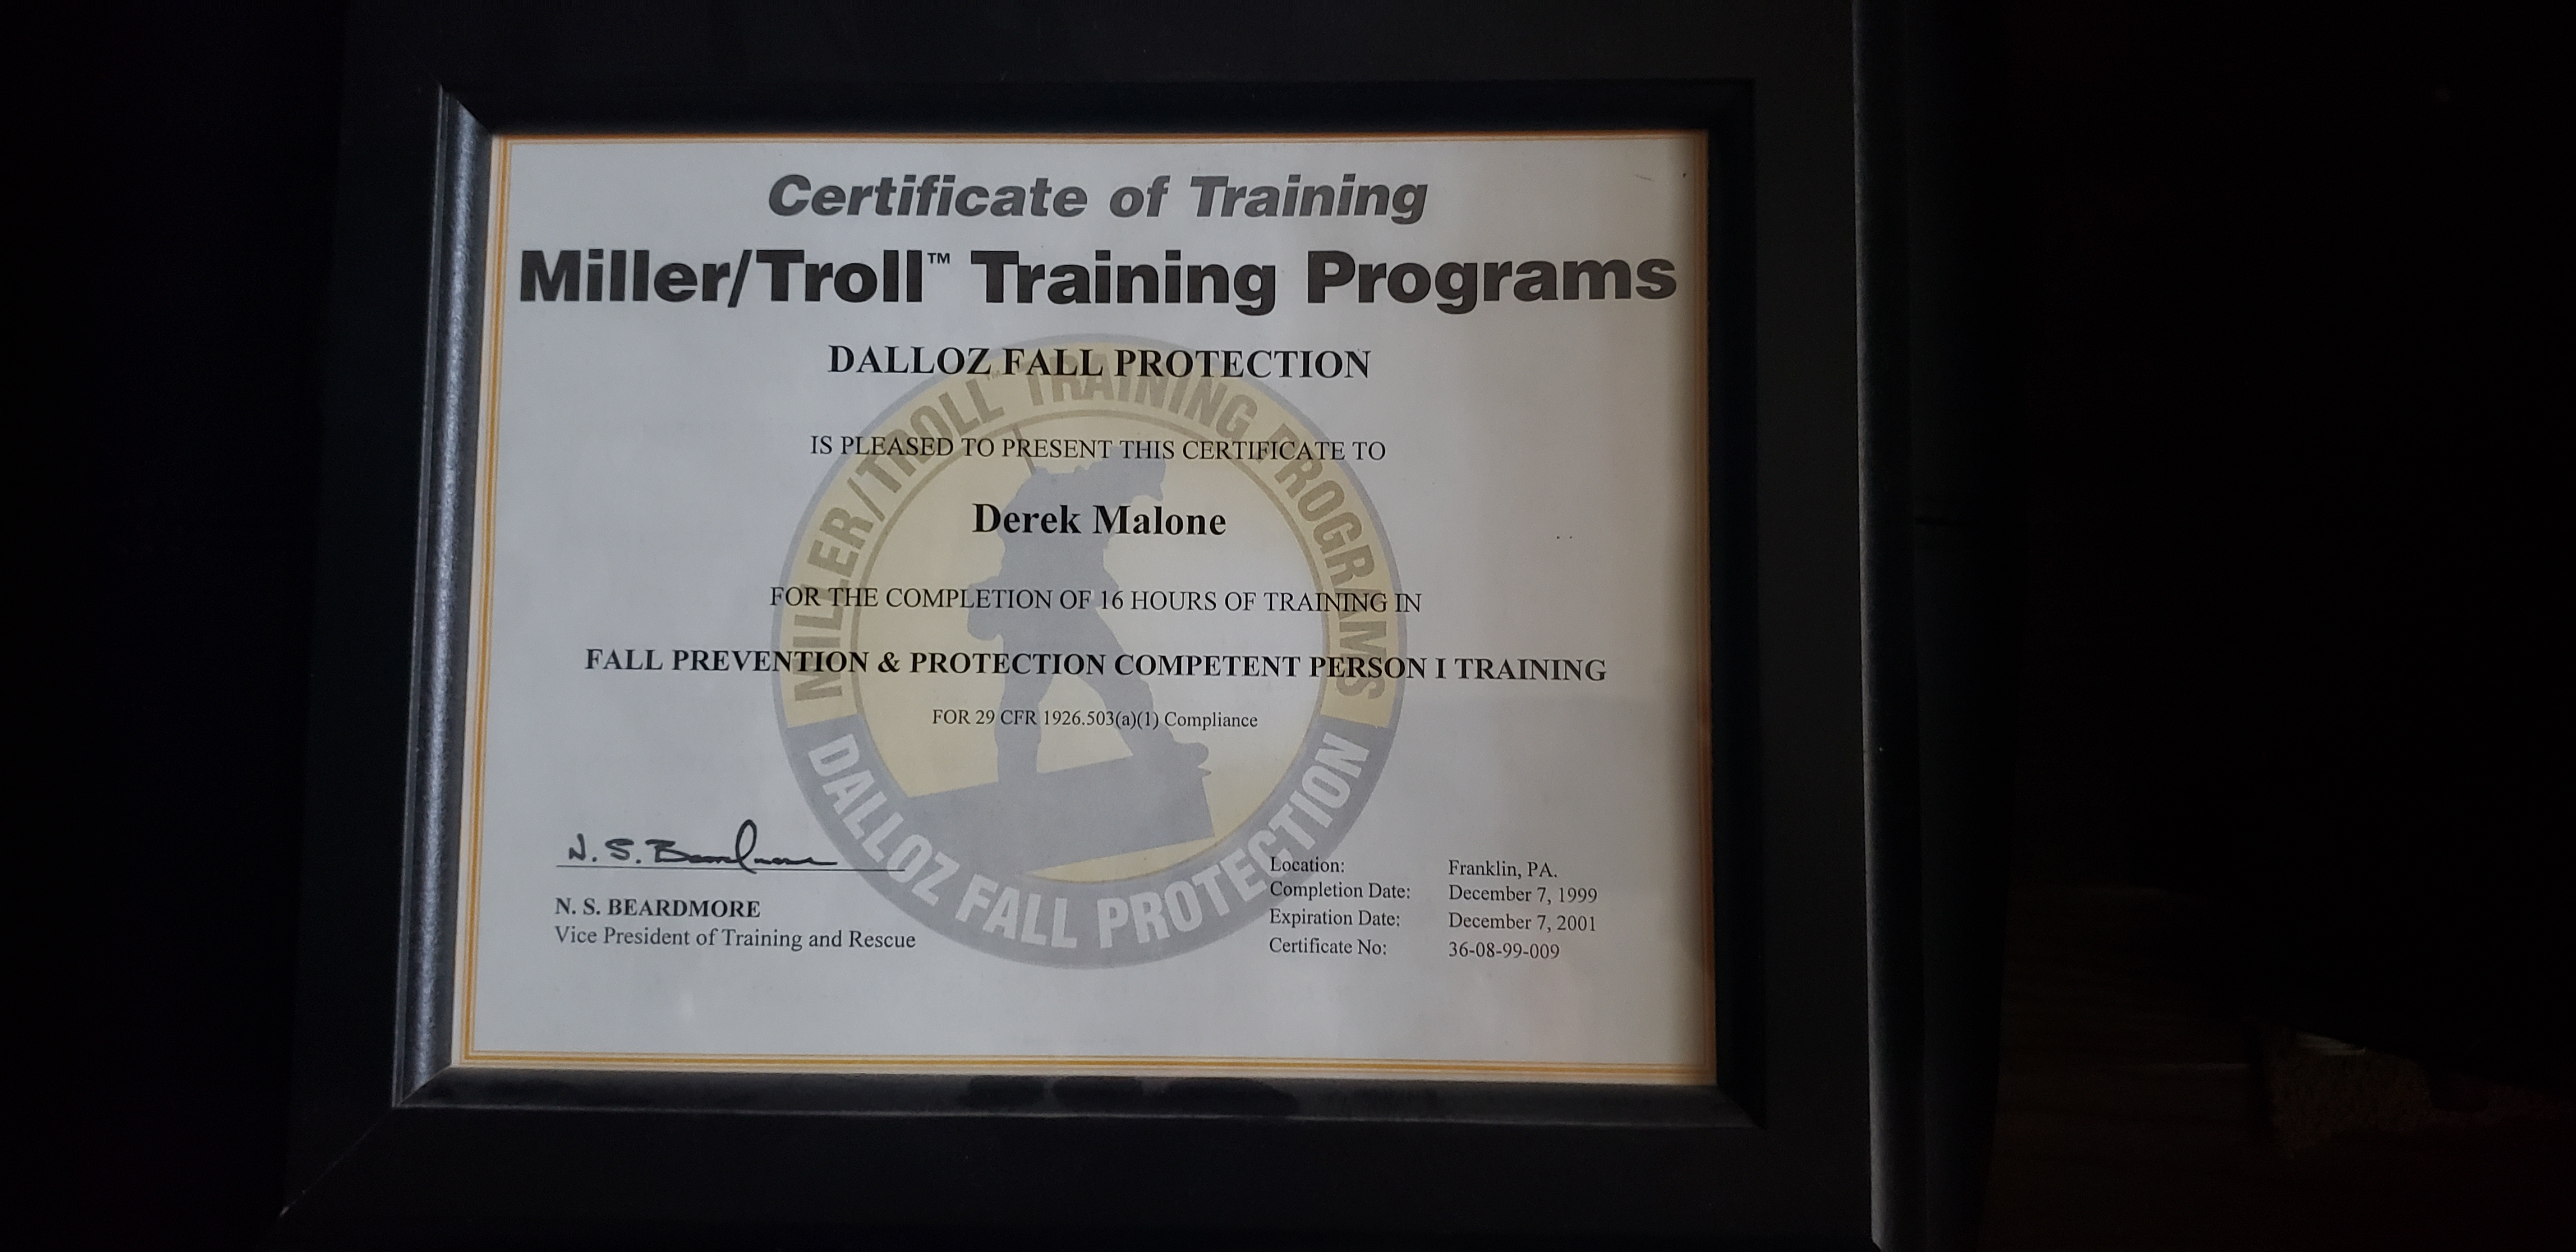 Certificate of Training
Miller/Troll™ Training Programs
DALLOZ FALL PROTECTION
IS PLEASED TO PRESENT THIS CERTIFICATE TO
Derek Malone
FOR THE COMPLETION OF 16 HOURS OF TRAINING IN
FALL PREVENTION & PROTECTION COMPETENT PERSON I TRAINING
FOR 29 CFR 1926.503(a)(1) Compliance
MILLER/TROLL™ TRAINING PROGRAMS
DALLOZ FALL PROTECTION
N. S. Beardmore
N. S. BEARDMORE
Vice President of Training and Rescue
Location: Franklin, PA.
Completion Date: December 7, 1999
Expiration Date: December 7, 2001
Certificate No: 36-08-99-009